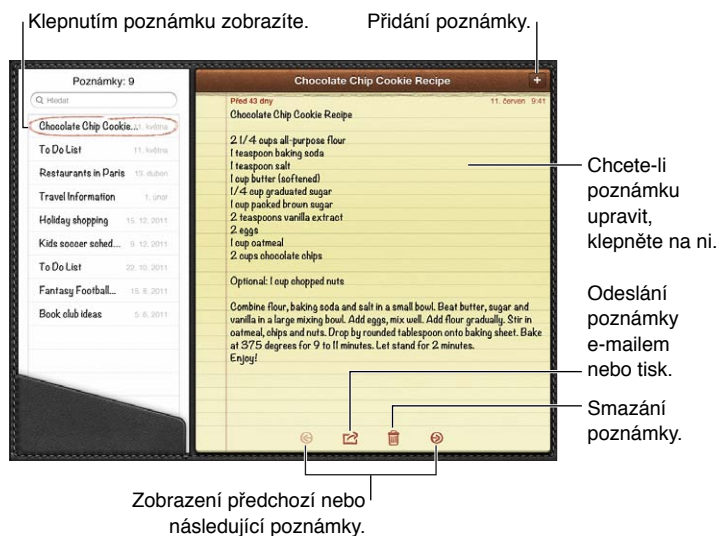 Klepnutím poznámku zobrazíte.
Přidání poznámky.
Poznámky: 9
Hledat
Chocolate Chip Cookie... 11. května
To Do List 11. května
Restaurants in Paris 13. duben
Travel Information 1. únor
Holiday shopping 15. 12. 2011
Kids soccer sched... 9. 12. 2011
To Do List 22. 10. 2011
Fantasy Football... 15. 8. 2011
Book club ideas 5. 6. 2011
Chocolate Chip Cookie Recipe
+
Před 43 dny 11. červen 9:41
Chocolate Chip Cookie Recipe
2 1/4 cups all-purpose flour
1 teaspoon baking soda
1 teaspoon salt
1 cup butter (softened)
1/4 cup graduated sugar
1 cup packed brown sugar
2 teaspoons vanilla extract
2 eggs
1 cup oatmeal
2 cups chocolate chips
Optional: 1 cup chopped nuts
Combine flour, baking soda and salt in a small bowl. Beat butter, sugar and
vanilla in a large mixing bowl. Add eggs, mix well. Add flour gradually. Stir in
oatmeal, chips and nuts. Drop by rounded tablespoon onto baking sheet. Bake
at 375 degrees for 9 to 11 minutes. Let stand for 2 minutes.
Enjoy!
Chcete-li
poznámku
upravit,
klepněte na ni.
Odeslání
poznámky
e-mailem
nebo tisk.
Smazání
poznámky.
Zobrazení předchozí nebo
následující poznámky.